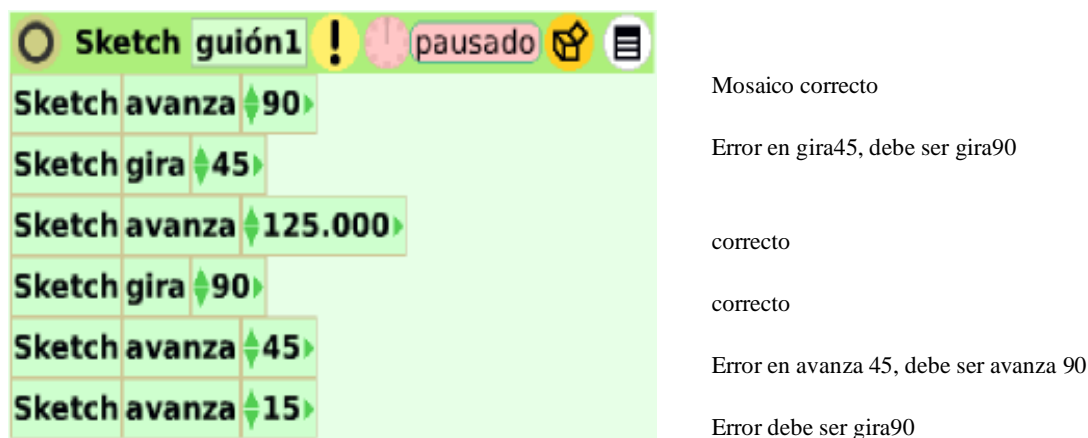 Sketch guión1 ! pausado
Sketch avanza 90
Mosaico correcto
Sketch gira 45
Error en gira45, debe ser gira90
Sketch avanza 125.000
correcto
Sketch gira 90
correcto
Sketch avanza 45
Error en avanza 45, debe ser avanza 90
Sketch avanza 15
Error debe ser gira90